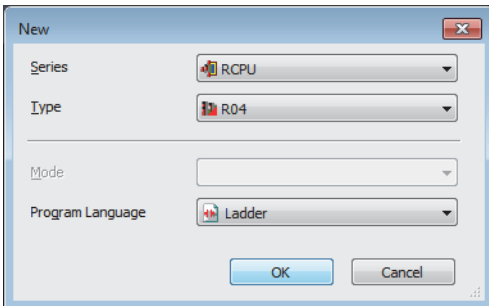 New
Series
RCPU
Type
R04
Mode
Program Language
Ladder
OK
Cancel